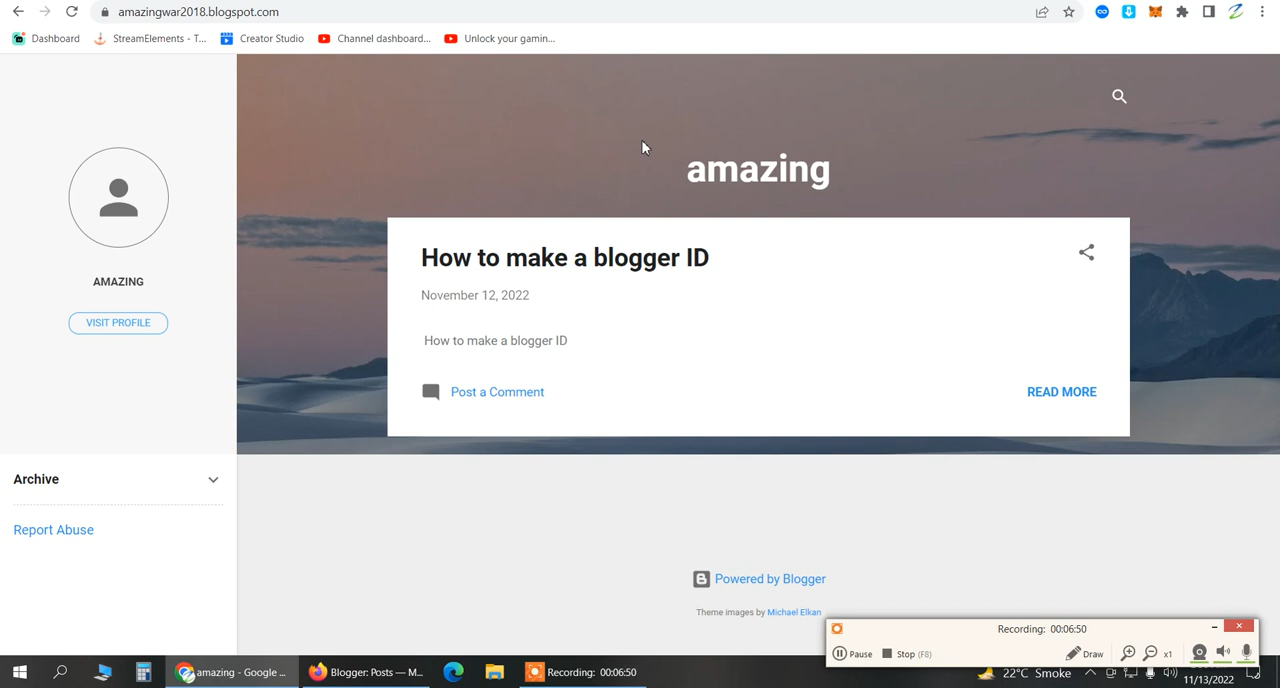 amazingwar2018.blogspot.com
Dashboard
StreamElements - T...
Creator Studio
Channel dashboard...
Unlock your gamin...
amazing
How to make a blogger ID
November 12, 2022
How to make a blogger ID
Post a Comment
READ MORE
AMAZING
VISIT PROFILE
Archive
Report Abuse
Powered by Blogger
Theme images by Michael Elkan
Recording: 00:06:50
Pause
Stop (F8)
Draw
x1
amazing - Google ...
Blogger: Posts — M...
Recording: 00:06:50
22°C Smoke
11/13/2022